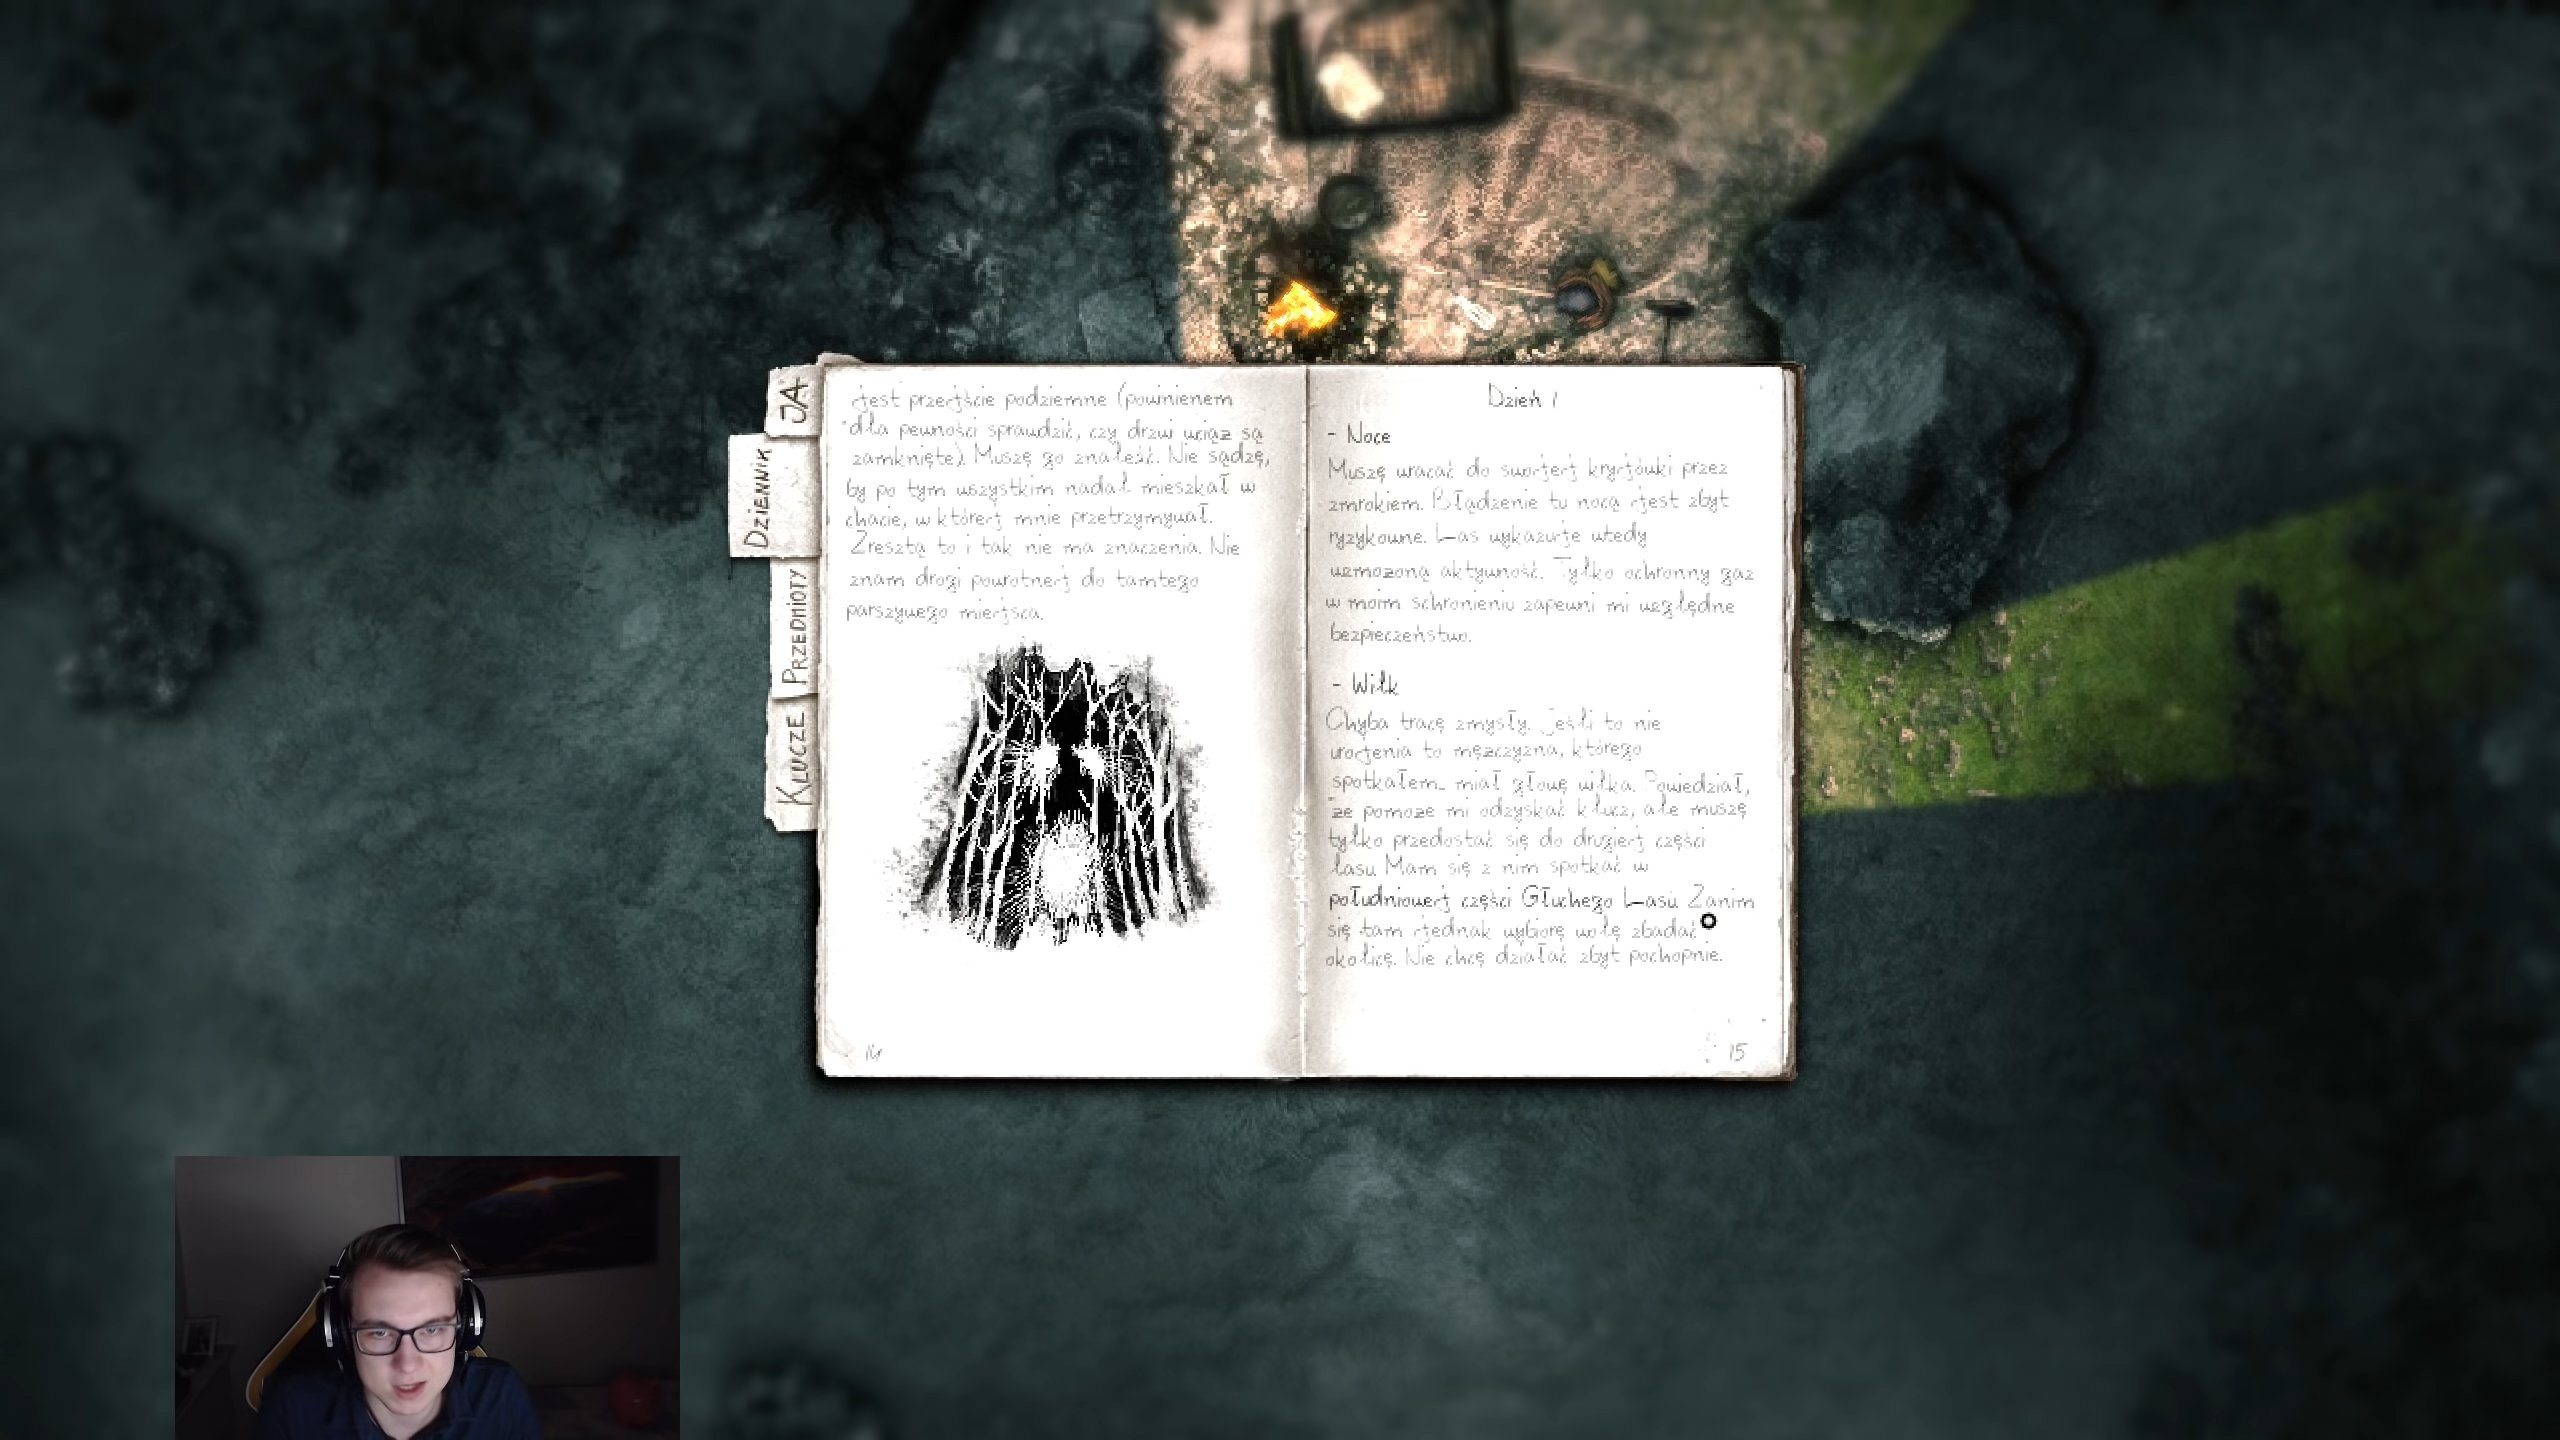 JA
DZIENNIK
PRZEDMIOTY
KLUCZE
jest przejście podziemne (powinienem
dla pewności sprawdzić, czy drzwi wciąż są
zamknięte). Muszę go znaleść. Nie sądzę,
by po tym wszystkim nadal mieszkał w
chacie, w której mnie przetrzymywał.
Zresztą to i tak nie ma znaczenia. Nie
znam drogi powrotnej do tamtego
parszywego miejsca.
14
Dzień 1
- Noce
Muszę wracać do swojej kryjówki przez
zmrokiem. Błądzenie tu nocą jest zbyt
ryzykowne. Las wykazuje wtedy
wzmożoną aktywność. Tylko ochronny gaz
w moim schronieniu zapewni mi względne
bezpieczeństwo.
- Wilk
Chyba tracę zmysły. Jeśli to nie
urojenia to mężczyzna, którego
spotkałem... miał głowę wilka. Powiedział,
że pomoże mi odzyskać klucz, ale muszę
tylko przedostać się do drugiej części
lasu Mam się z nim spotkać w
południowej części Głuchego Lasu Zanim
się tam jednak wybiorę wolę zbadać
okolicę. Nie chcę działać zbyt pochopnie.
15